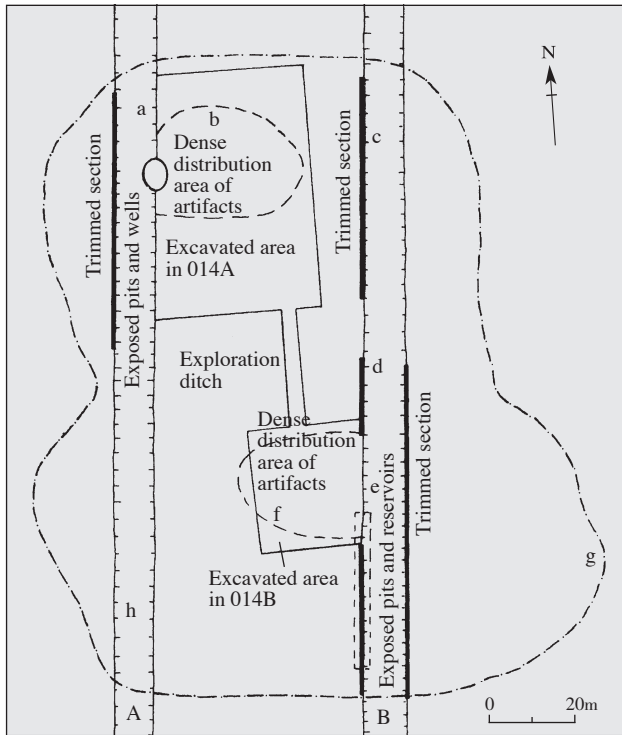 N
a
b
Dense
distribution
area of
artifacts
c
Trimmed section
Exposed pits and wells
Trimmed section
Excavated area
in 014A
Exploration
ditch
d
Dense
distribution
area of
artifacts
e
f
Exposed pits and reservoirs
Trimmed section
g
Excavated area
in 014B
h
A
B
0 20m